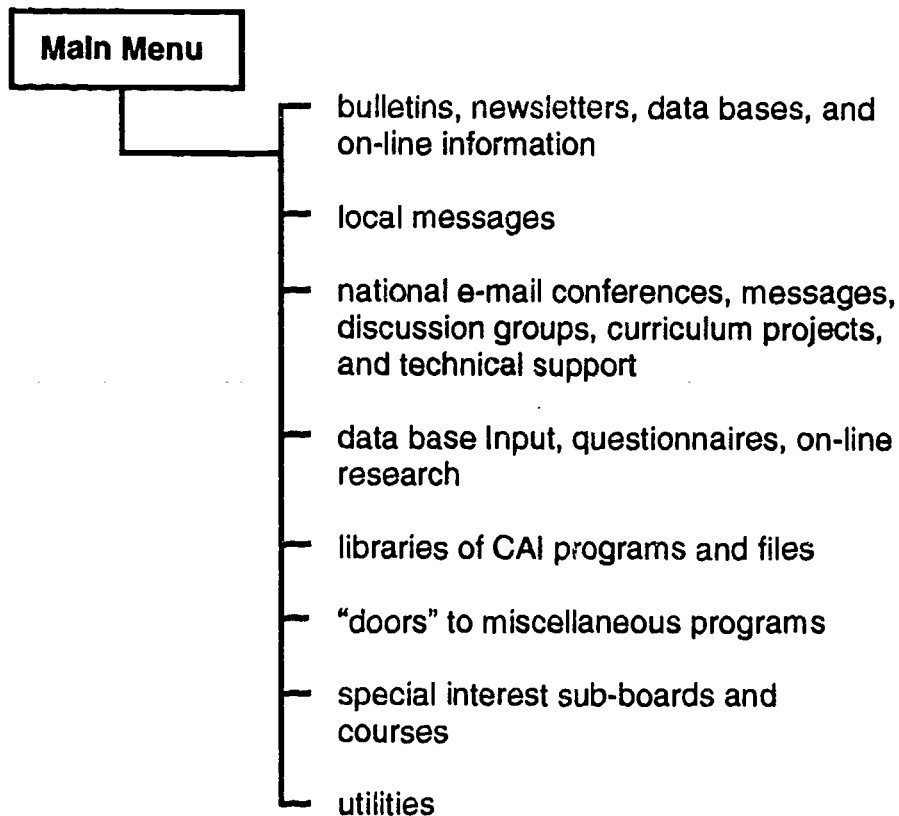 Main Menu
bulletins, newsletters, data bases, and
on-line information
local messages
national e-mail conferences, messages,
discussion groups, curriculum projects,
and technical support
data base Input, questionnaires, on-line
research
libraries of CAI programs and files
“doors” to miscellaneous programs
special interest sub-boards and
courses
utilities